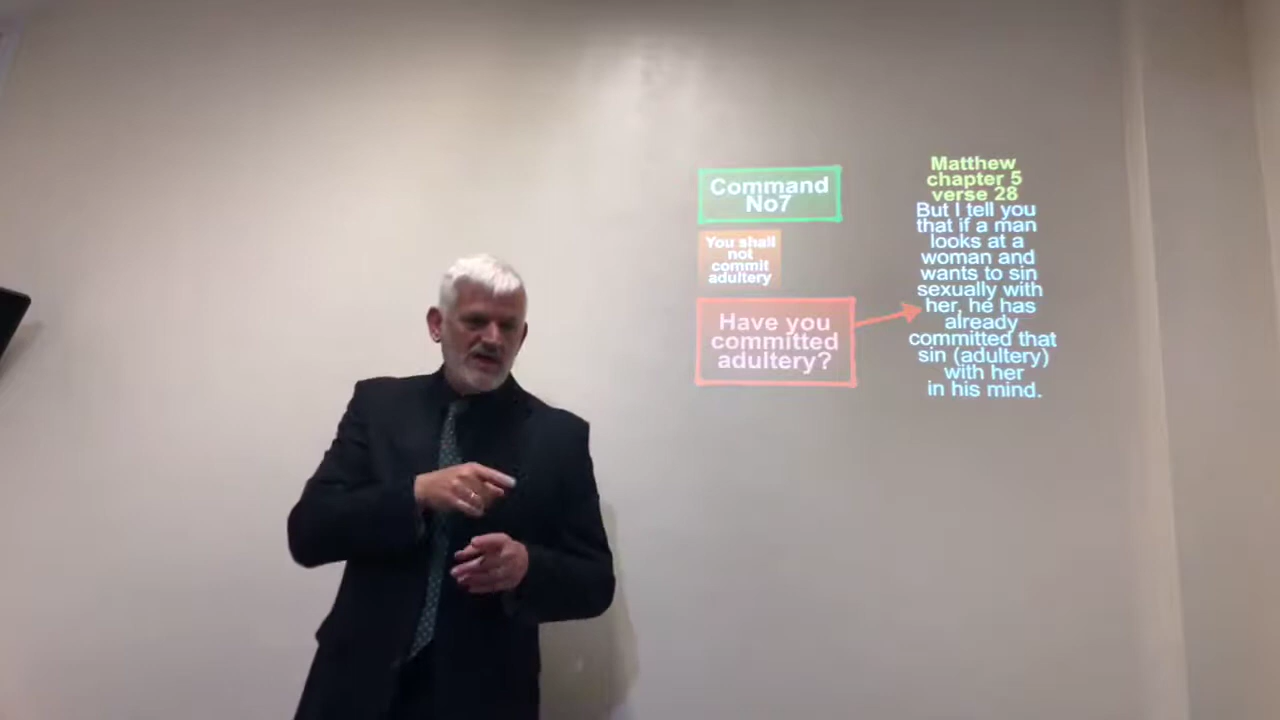 Command
No7
You shall
not
commit
adultery
Have you
committed
adultery?
Matthew
chapter 5
verse 28
But I tell you
that if a man
looks at a
woman and
wants to sin
sexually with
her, he has
already
committed that
sin (adultery)
with her
in his mind.